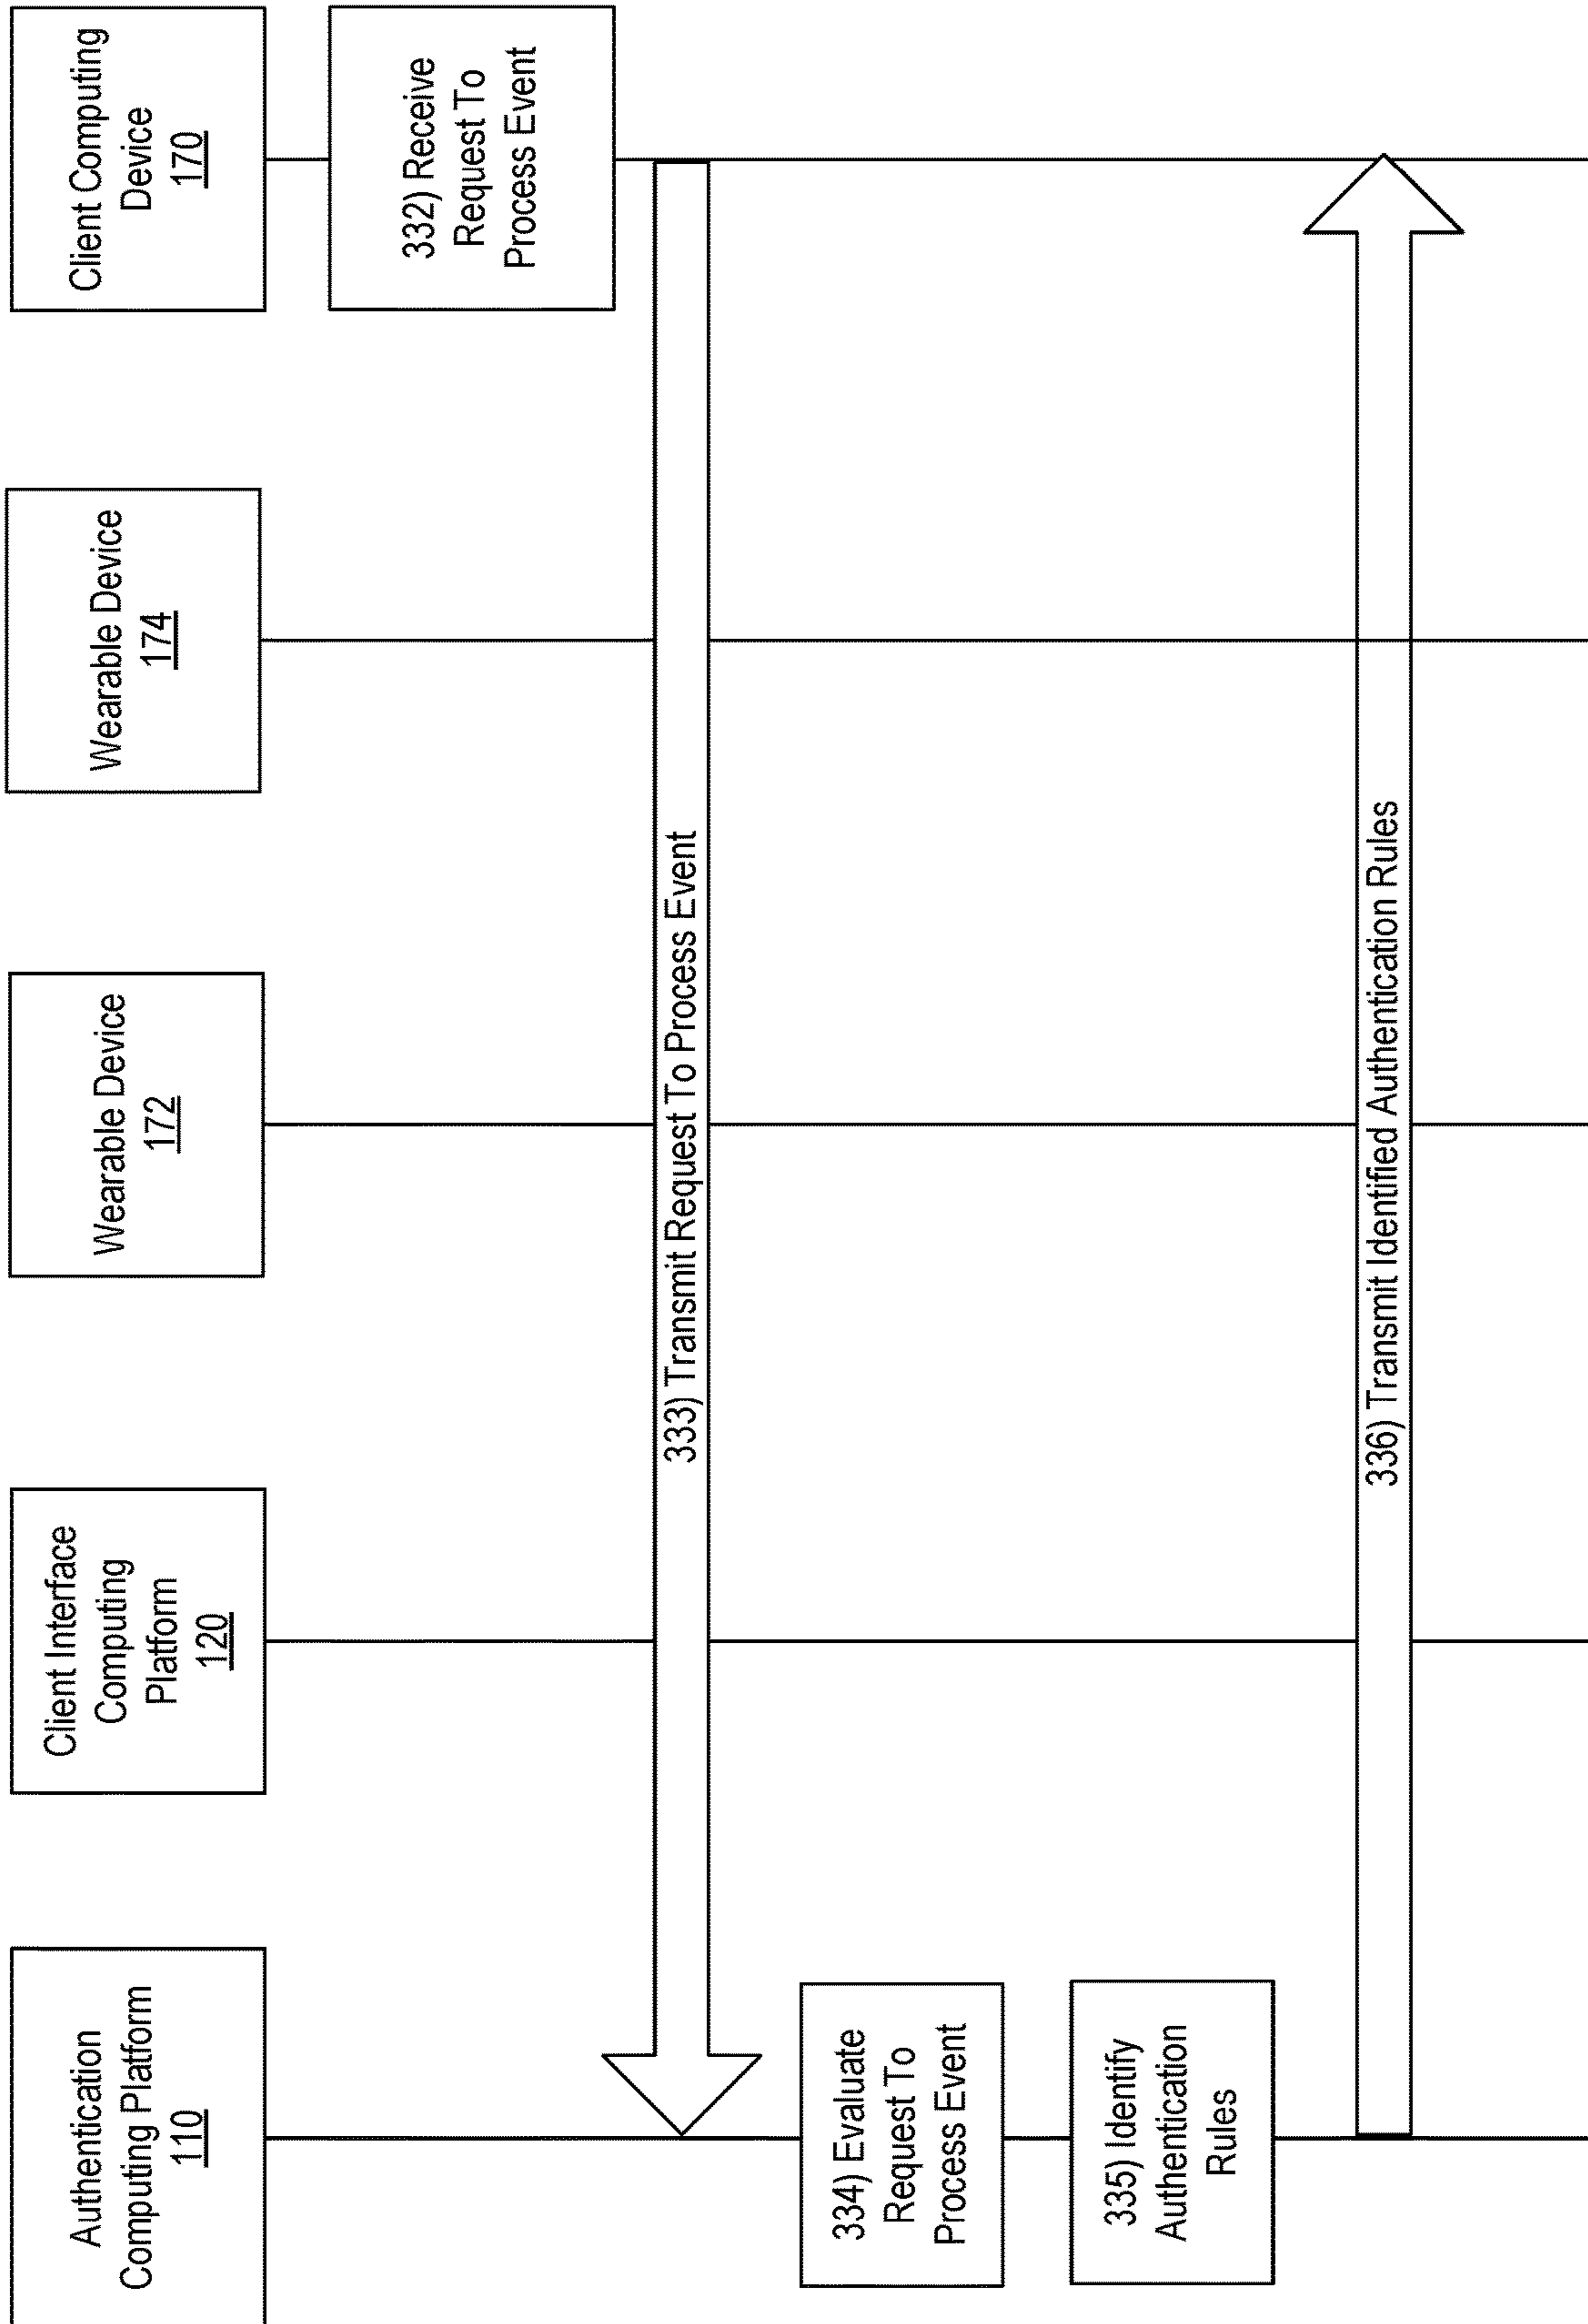 Authentication
Computing Platform
110
Client Interface
Computing
Platform
120
Wearable Device
172
Wearable Device
174
Client Computing
Device
170
332) Receive
Request To
Process Event
333) Transmit Request To Process Event
334) Evaluate
Request To
Process Event
335) Identify
Authentication
Rules
336) Transmit Identified Authentication Rules